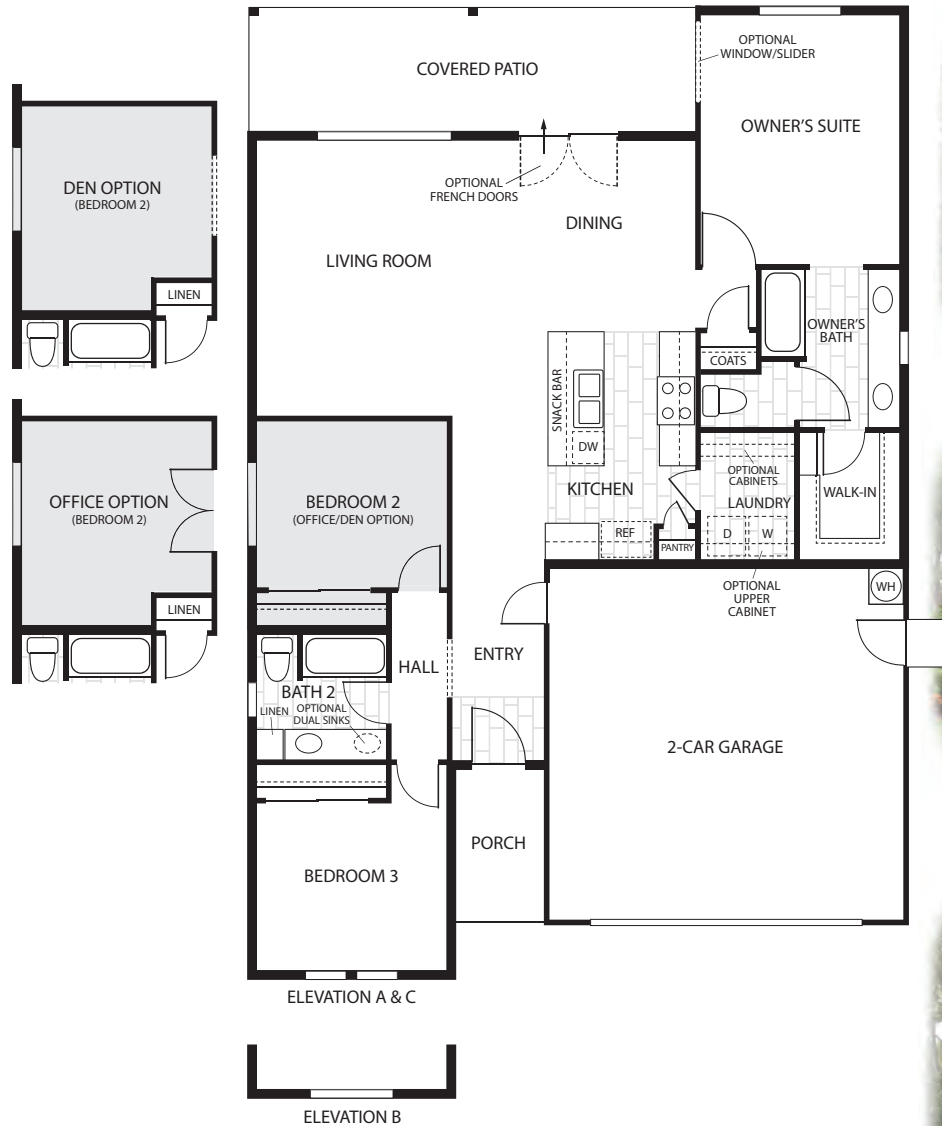 COVERED PATIO
OPTIONAL
WINDOW/SLIDER
OWNER'S SUITE
OPTIONAL
FRENCH DOORS
DINING
LIVING ROOM
DEN OPTION
(BEDROOM 2)
LINEN
OWNER'S
BATH
COATS
SNACK BAR
DW
KITCHEN
REF
PANTRY
OPTIONAL
CABINETS
LAUNDRY
D
W
WALK-IN
OPTIONAL
UPPER
CABINET
WH
OFFICE OPTION
(BEDROOM 2)
LINEN
BEDROOM 2
(OFFICE/DEN OPTION)
HALL
ENTRY
BATH 2
LINEN
OPTIONAL
DUAL SINKS
2-CAR GARAGE
PORCH
BEDROOM 3
ELEVATION A & C
ELEVATION B